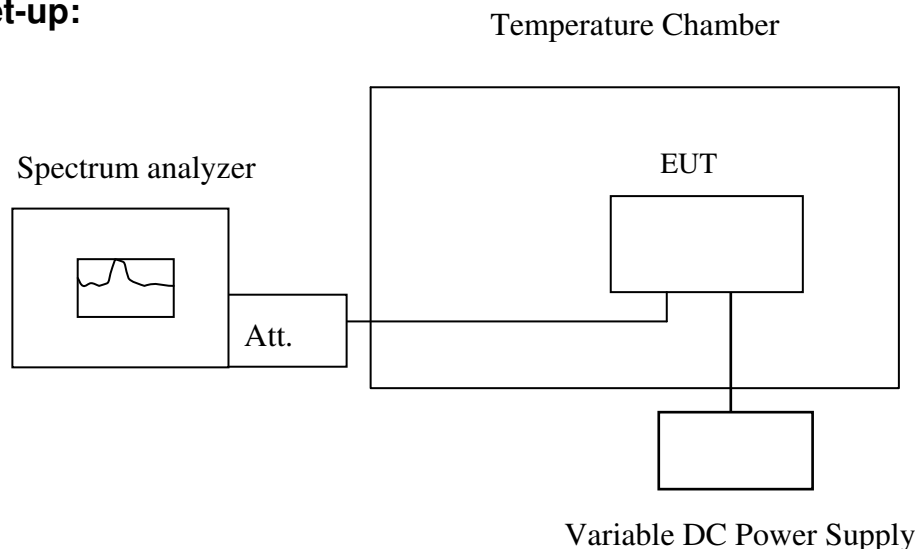 et-up:
Temperature Chamber
Spectrum analyzer
EUT
Att.
Variable DC Power Supply